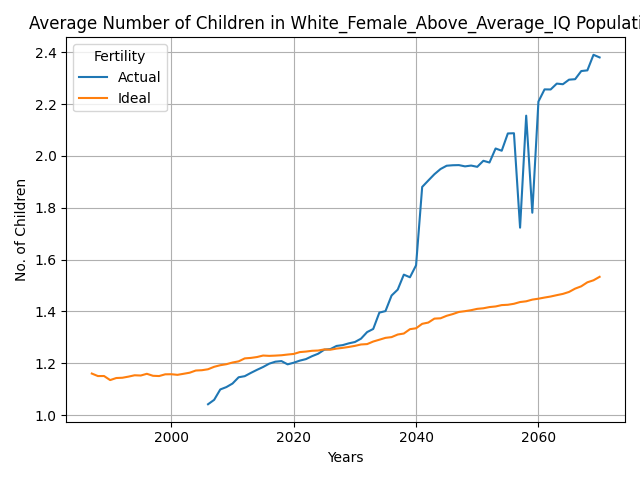 Average Number of Children in White_Female_Above_Average_IQ Populati
Fertility
Actual
Ideal
2.4
2.2
2.0
1.8
1.6
1.4
1.2
1.0
No. of Children
2000
2020
2040
2060
Years